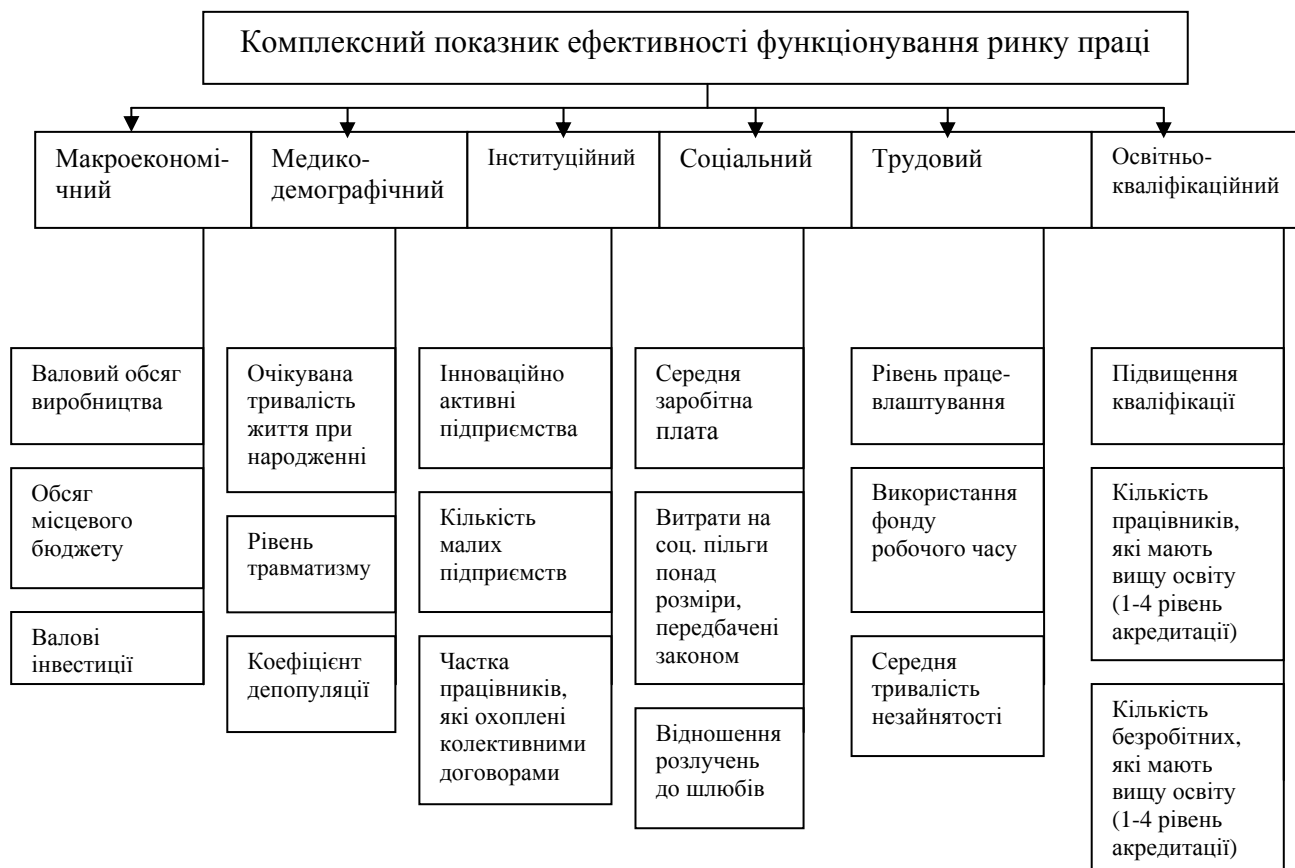 Комплексний показник ефективності функціонування ринку праці
Макроекономі-
чний
Медико-
демографічний
Інституційний
Соціальний
Трудовий
Освітньо-
кваліфікаційний
Валовий обсяг
виробництва
Обсяг
місцевого
бюджету
Валові
інвестиції
Очікувана
тривалість
життя при
народженні
Рівень
травматизму
Коефіцієнт
депопуляції
Інноваційно
активні
підприємства
Кількість
малих
підприємств
Частка
працівників,
які охоплені
колективними
договорами
Середня
заробітна
плата
Витрати на
соц. пільги
понад
розміри,
передбачені
законом
Відношення
розлучень
до шлюбів
Рівень праце-
влаштування
Використання
фонду
робочого часу
Середня
тривалість
незайнятості
Підвищення
кваліфікації
Кількість
працівників,
які мають
вищу освіту
(1-4 рівень
акредитації)
Кількість
безробітних,
які мають
вищу освіту
(1-4 рівень
акредитації)